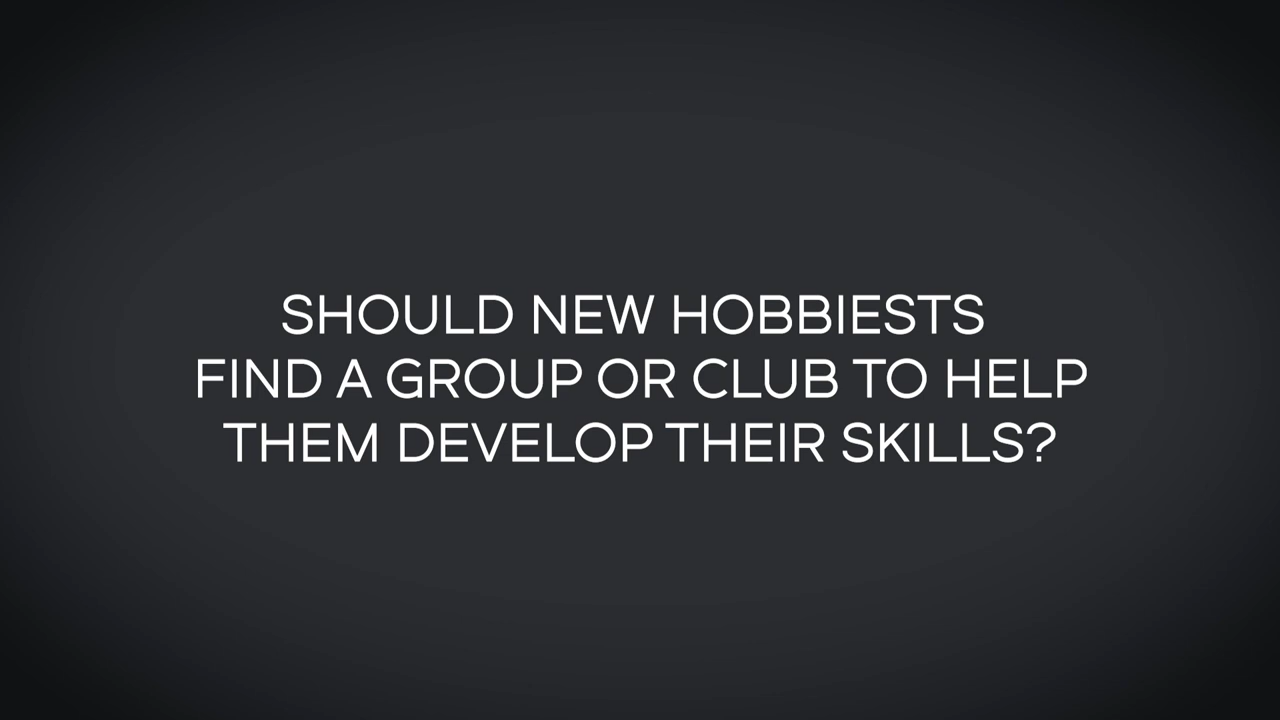 SHOULD NEW HOBBIESTS
FIND A GROUP OR CLUB TO HELP
THEM DEVELOP THEIR SKILLS?